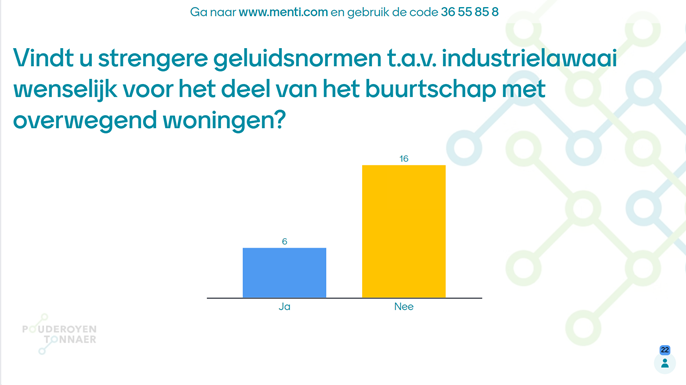 Ga naar www.menti.com en gebruik de code 36 55 85 8
Vindt u strengere geluidsnormen t.a.v. industrielawaai
wenselijk voor het deel van het buurtschap met
overwegend woningen?
16
6
Ja
Nee
POUDEROYEN
TONNAER
22